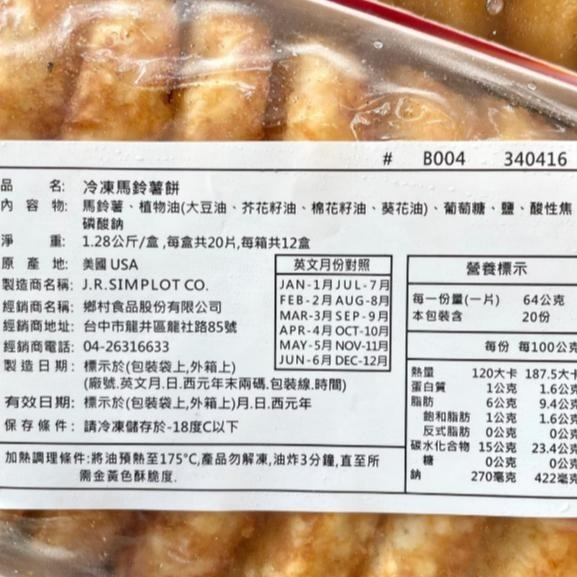 # B004 340416
品 名: 冷凍馬鈴薯餅
內 容 物: 馬鈴薯、植物油(大豆油、芥花籽油、棉花籽油、葵花油)、葡萄糖、鹽、酸性焦
磷酸鈉
淨 重: 1.28公斤/盒,每盒共20片,每箱共12盒
原 產 地: 美國 USA
製造商名稱: J.R.SIMPLOT CO.
經銷商名稱: 鄉村食品股份有限公司
經銷商地址: 台中市龍井區龍社路85號
經銷商電話: 04-26316633
製造日期: 標示於(包裝袋上,外箱上)
(廠號.英文月.日.西元年末兩碼.包裝線.時間)
有效日期: 標示於(包裝袋上,外箱上)月.日.西元年
保存條件: 請冷凍儲存於-18度C以下
加熱調理條件:將油預熱至175°C,產品勿解凍,油炸3分鐘,直至所
需金黃色酥脆度.
英文月份對照
JAN-1月 JUL-7月
FEB-2月 AUG-8月
MAR-3月 SEP-9月
APR-4月 OCT-10月
MAY-5月 NOV-11月
JUN-6月 DEC-12月
營養標示
每一份量(一片) 64公克
本包裝含 20份
每份 每100公克
熱量 120大卡 187.5大卡
蛋白質 1公克 1.6公克
脂肪 6公克 9.4公克
飽和脂肪 1公克 1.6公克
反式脂肪 0公克 0公克
碳水化合物 15公克 23.4公克
糖 0公克 0公克
鈉 270毫克 422毫克